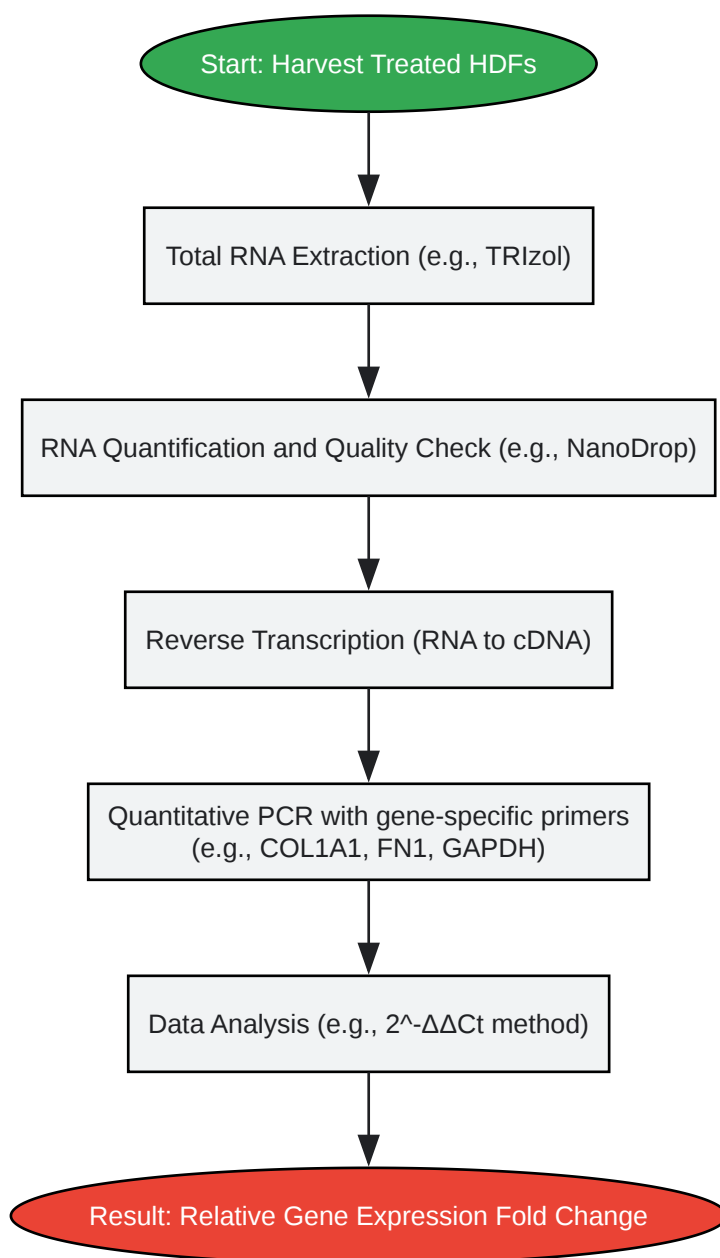 Start: Harvest Treated HDFs
Total RNA Extraction (e.g., TRIzol)
RNA Quantification and Quality Check (e.g., NanoDrop)
Reverse Transcription (RNA to cDNA)
Quantitative PCR with gene-specific primers
(e.g., COL1A1, FN1, GAPDH)
Data Analysis (e.g., 2^-ΔΔCt method)
Result: Relative Gene Expression Fold Change